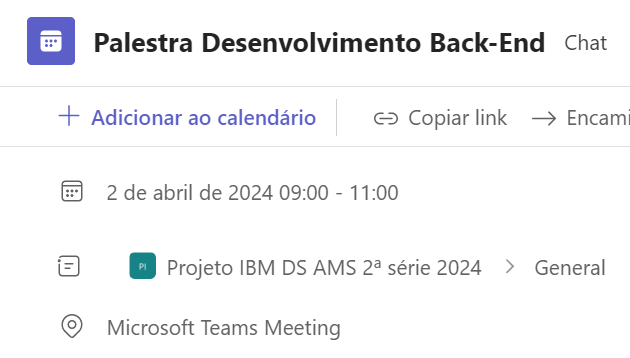 Palestra Desenvolvimento Back-End Chat
Adicionar ao calendário Copiar link Encami
2 de abril de 2024 09:00 - 11:00
PI Projeto IBM DS AMS 2ª série 2024 > General
Microsoft Teams Meeting